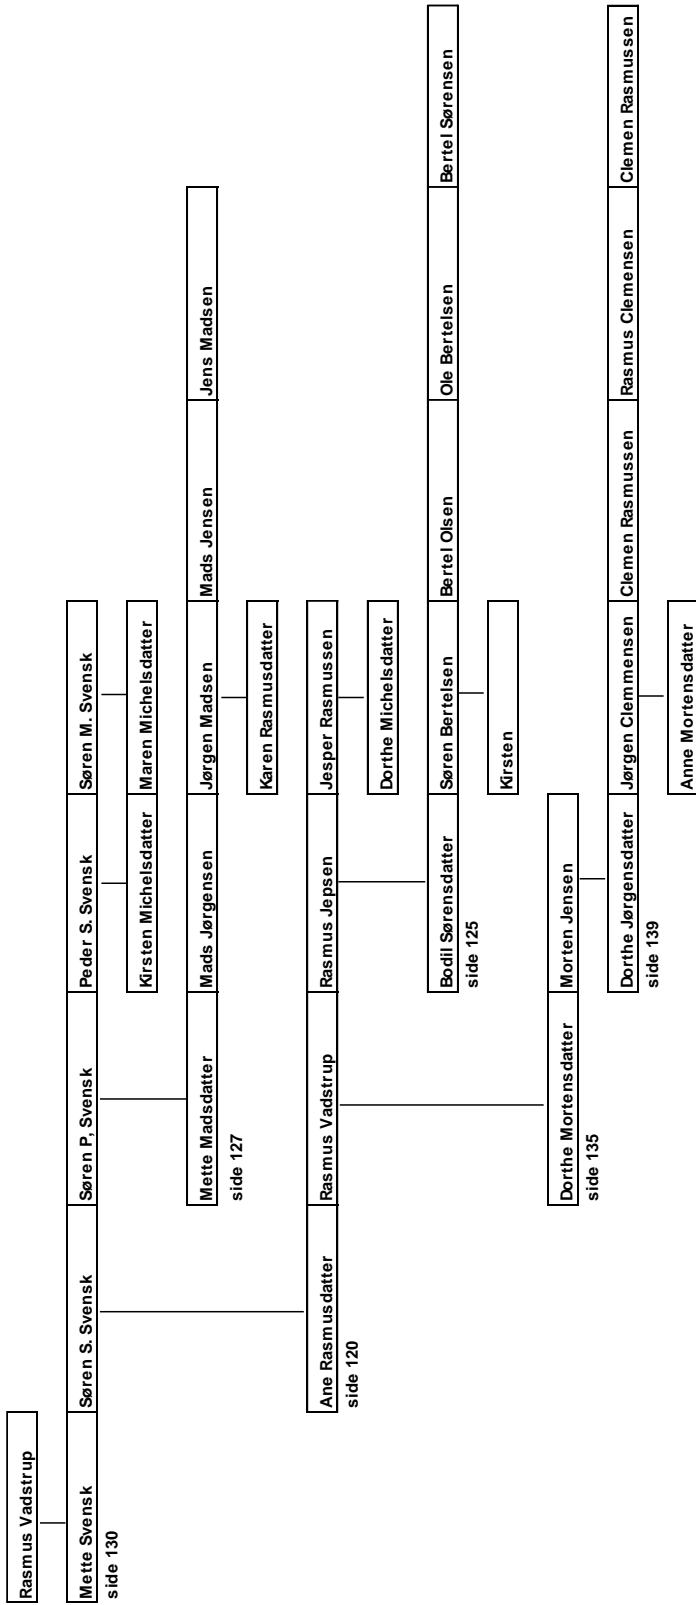 Rasmus Vadstrup
Mette Svensk
Søren S. Svensk
Søren P, Svensk
Peder S. Svensk
Søren M. Svensk
side 130
Kirsten Michelsdatter
Maren Michelsdatter
Mette Madsdatter
Mads Jørgensen
Jørgen Madsen
Mads Jensen
Jens Madsen
side 127
Karen Rasmusdatter
Ane Rasmusdatter
Rasmus Vadstrup
Rasmus Jepsen
Jesper Rasmussen
side 120
Dorthe Michelsdatter
Bodil Sørensdatter
Søren Bertelsen
Bertel Olsen
Ole Bertelsen
Bertel Sørensen
side 125
Kirsten
Dorthe Mortensdatter
Morten Jensen
side 135
Dorthe Jørgensdatter
Jørgen Clemmensen
Clemen Rasmussen
Rasmus Clemensen
Clemen Rasmussen
side 139
Anne Mortensdatter